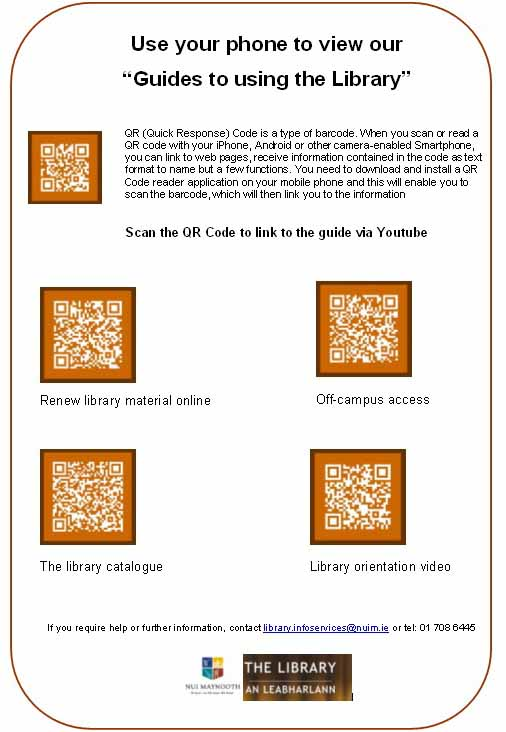 Use your phone to view our
“Guides to using the Library”
QR (Quick Response) Code is a type of barcode. When you scan or read a
QR code with your iPhone, Android or other camera-enabled Smartphone,
you can link to web pages, receive information contained in the code as text
format to name but a few functions. You need to download and install a QR
Code reader application on your mobile phone and this will enable you to
scan the barcode, which will then link you to the information
Scan the QR Code to link to the guide via Youtube
Renew library material online
Off-campus access
The library catalogue
Library orientation video
If you require help or further information, contact library.infoservices@nuim.ie or tel: 01 708 6445
NUI MAYNOOTH
THE LIBRARY
AN LEABHARLANN